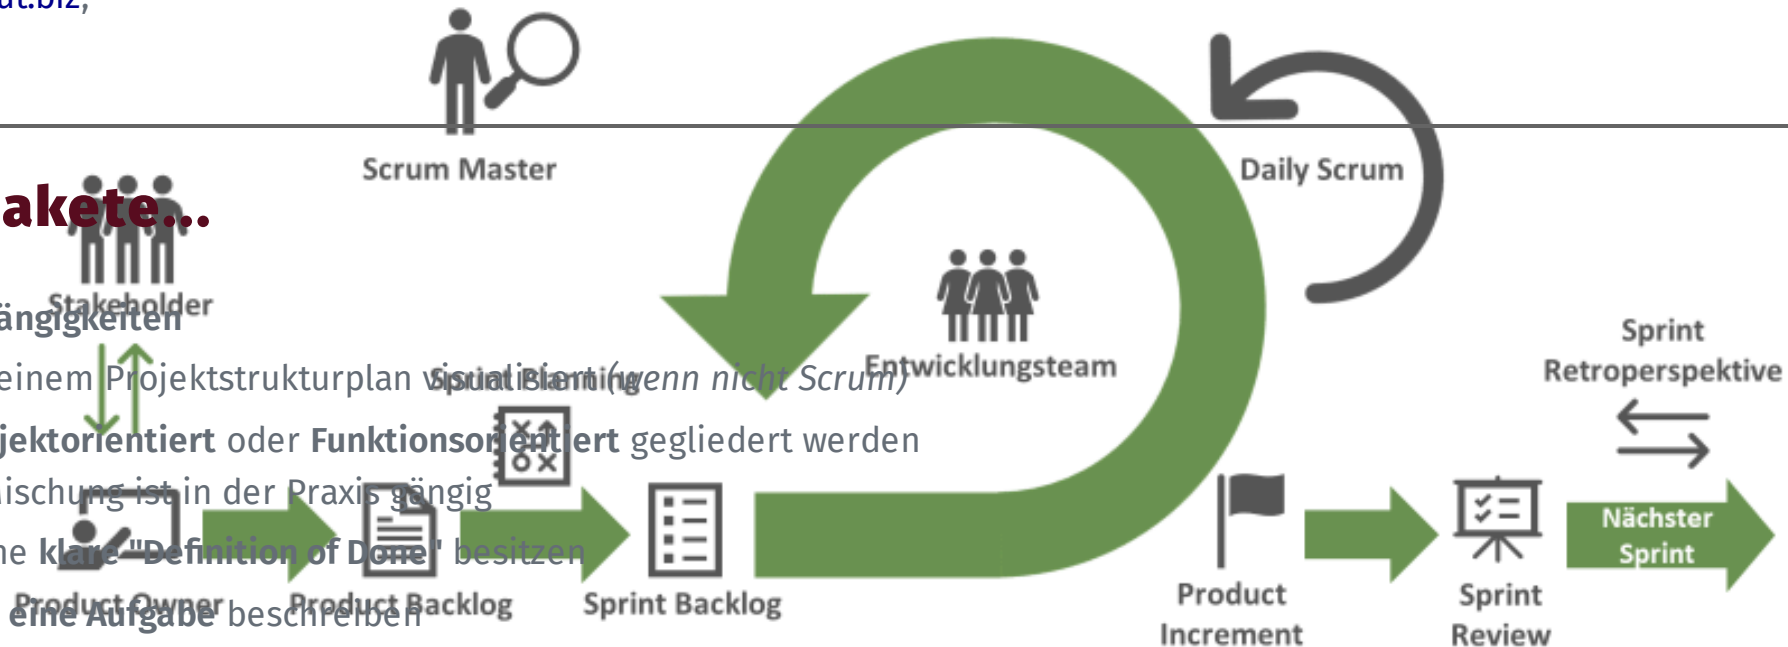 ut.biz,
Scrum Master
Daily Scrum
akete...
Stakeholder
ängigkeiten
Sprint
Retroperspektive
Entwicklungsteam
einem Projektstrukturplan visualisiert (wenn nicht Scrum)
Sprint Planning
jektorientiert oder Funktionsorientiert gegliedert werden
ischung ist in der Praxis gängig
Nächster
Sprint
ne klare "Definition of Done" besitzen
Product Owner
Product Backlog
Sprint Backlog
eine Aufgabe beschreiben
Product
Increment
Sprint
Review